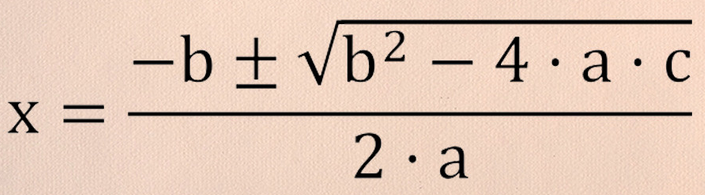 x = (−b ± √(b² − 4 · a · c)) / (2 · a)